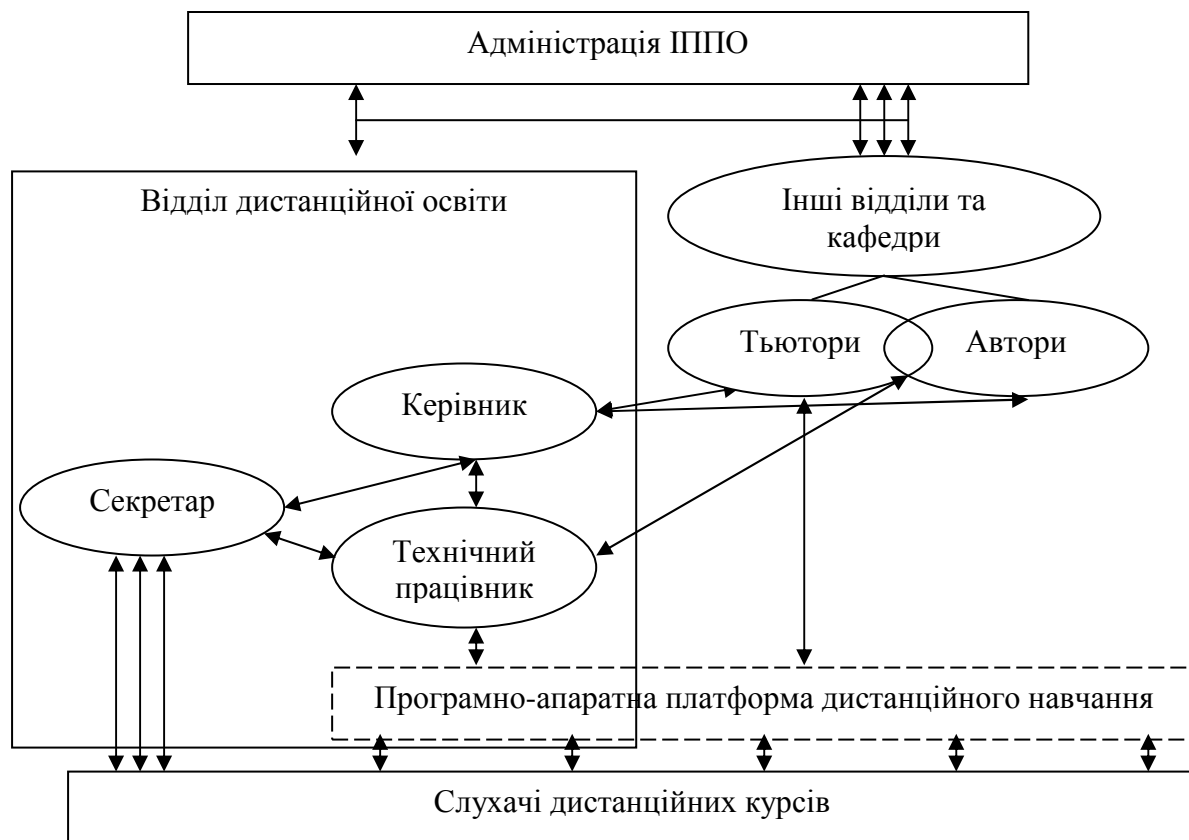 Адміністрація ІППО
Відділ дистанційної освіти
Інші відділи та
кафедри
Тьютори
Автори
Керівник
Секретар
Технічний
працівник
Програмно-апаратна платформа дистанційного навчання
Слухачі дистанційних курсів